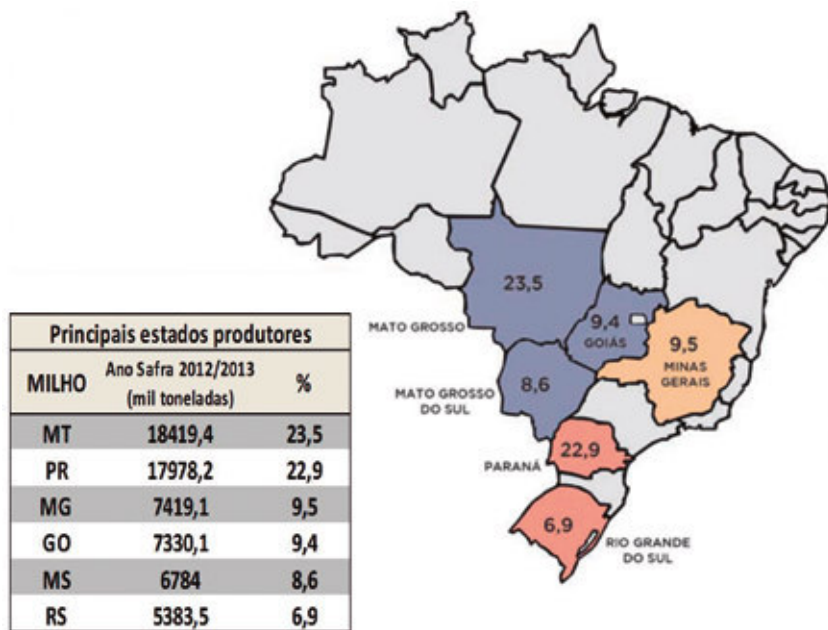 23,5
MATO GROSSO
9,4
GOIÁS
9,5
MINAS
GERAIS
8,6
MATO GROSSO
DO SUL
22,9
PARANÁ
6,9
RIO GRANDE
DO SUL
Principais estados produtores
MILHO Ano Safra 2012/2013 (mil toneladas) %
MT 18419,4 23,5
PR 17978,2 22,9
MG 7419,1 9,5
GO 7330,1 9,4
MS 6784 8,6
RS 5383,5 6,9